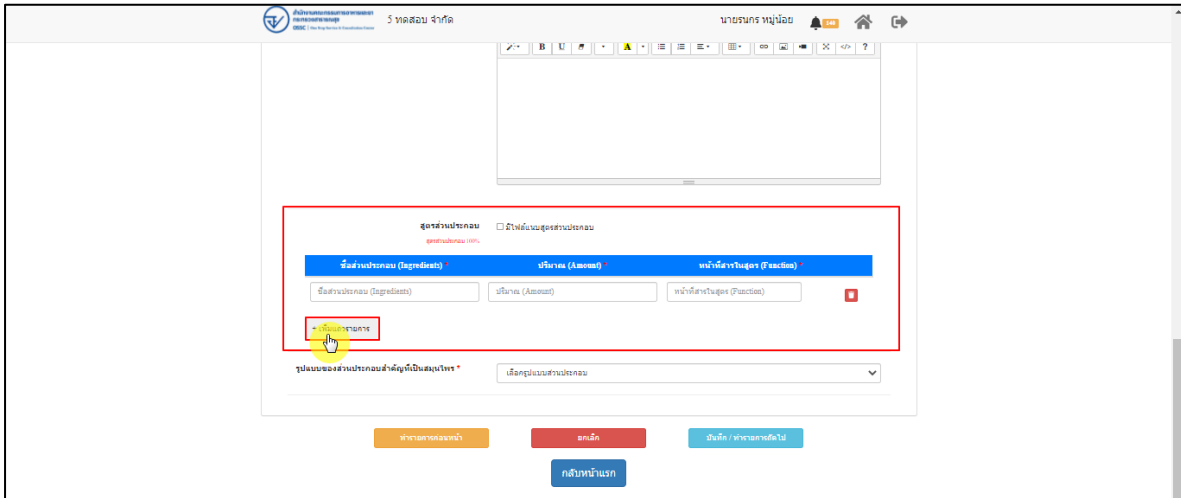 5 ทดสอบ จำกัด
นายธนกร หมู่น้อย
B U A ?
สูตรส่วนประกอบ
มีไฟล์แนบสูตรส่วนประกอบ
สูตรส่วนประกอบ 100%
ชื่อส่วนประกอบ (Ingredients) * ปริมาณ (Amount) * หน้าที่สารในสูตร (Function) *
ชื่อส่วนประกอบ (Ingredients) ปริมาณ (Amount) หน้าที่สารในสูตร (Function)
+ เพิ่มแถวรายการ
รูปแบบของส่วนประกอบสำคัญที่เป็นสมุนไพร *
เลือกรูปแบบส่วนประกอบ
ทำรายการก่อนหน้า ยกเลิก บันทึก / ทำรายการถัดไป
กลับหน้าแรก